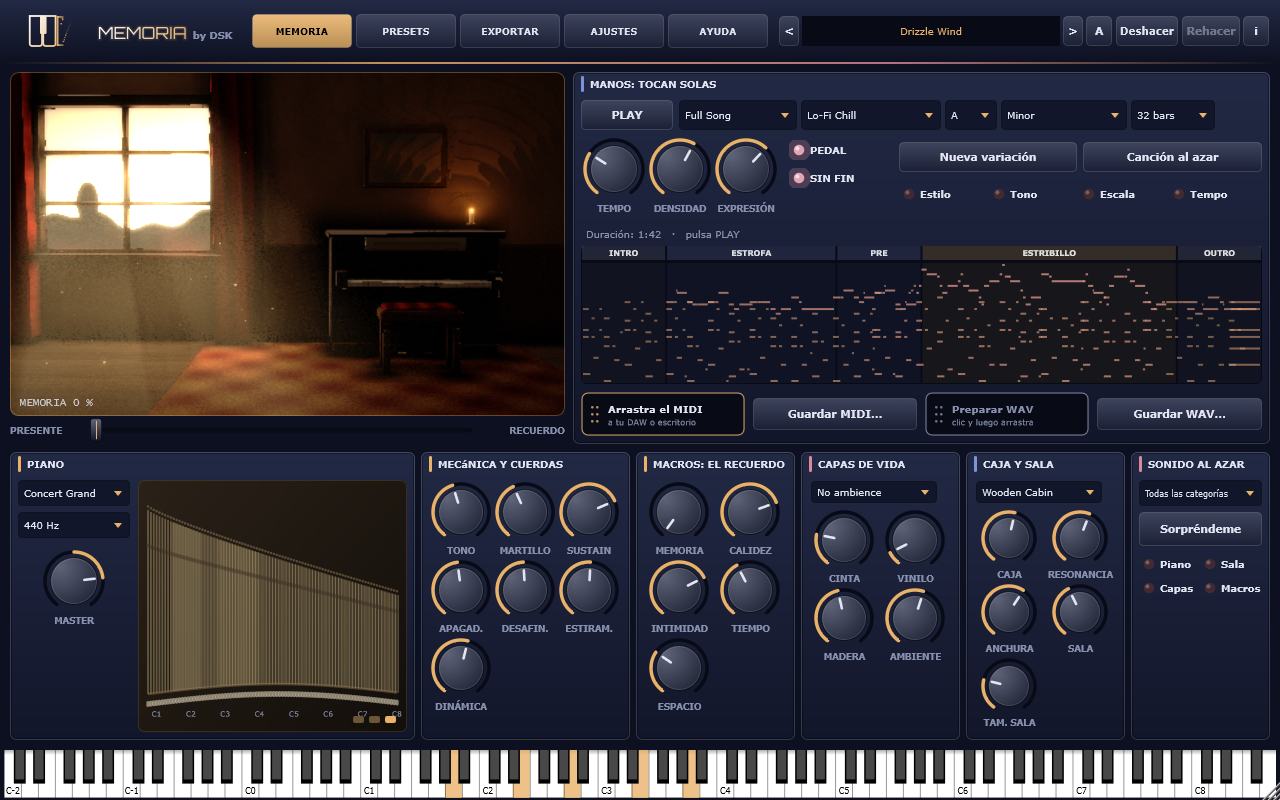 MEMORIA by DSK
MEMORIA
PRESETS
EXPORTAR
AJUSTES
AYUDA
<
Drizzle Wind
>
A
Deshacer
Rehacer
i
MEMORIA 0 %
PRESENTE
RECUERDO
MANOS: TOCAN SOLAS
PLAY
Full Song
Lo-Fi Chill
A
Minor
32 bars
TEMPO
DENSIDAD
EXPRESIÓN
PEDAL
SIN FIN
Nueva variación
Canción al azar
Estilo
Tono
Escala
Tempo
Duración: 1:42 · pulsa PLAY
INTRO
ESTROFA
PRE
ESTRIBILLO
OUTRO
Arrastra el MIDI
a tu DAW o escritorio
Guardar MIDI...
Preparar WAV
clic y luego arrastra
Guardar WAV...
PIANO
Concert Grand
440 Hz
MASTER
C1 C2 C3 C4 C5 C6 C7 C8
MECáNICA Y CUERDAS
TONO
MARTILLO
SUSTAIN
APAGAD.
DESAFIN.
ESTIRAM.
DINÁMICA
MACROS: EL RECUERDO
MEMORIA
CALIDEZ
INTIMIDAD
TIEMPO
ESPACIO
CAPAS DE VIDA
No ambience
CINTA
VINILO
MADERA
AMBIENTE
CAJA Y SALA
Wooden Cabin
CAJA
RESONANCIA
ANCHURA
SALA
TAM. SALA
SONIDO AL AZAR
Todas las categorías
Sorpréndeme
Piano
Sala
Capas
Macros
C-2 C-1 C0 C1 C2 C3 C4 C5 C6 C7 C8